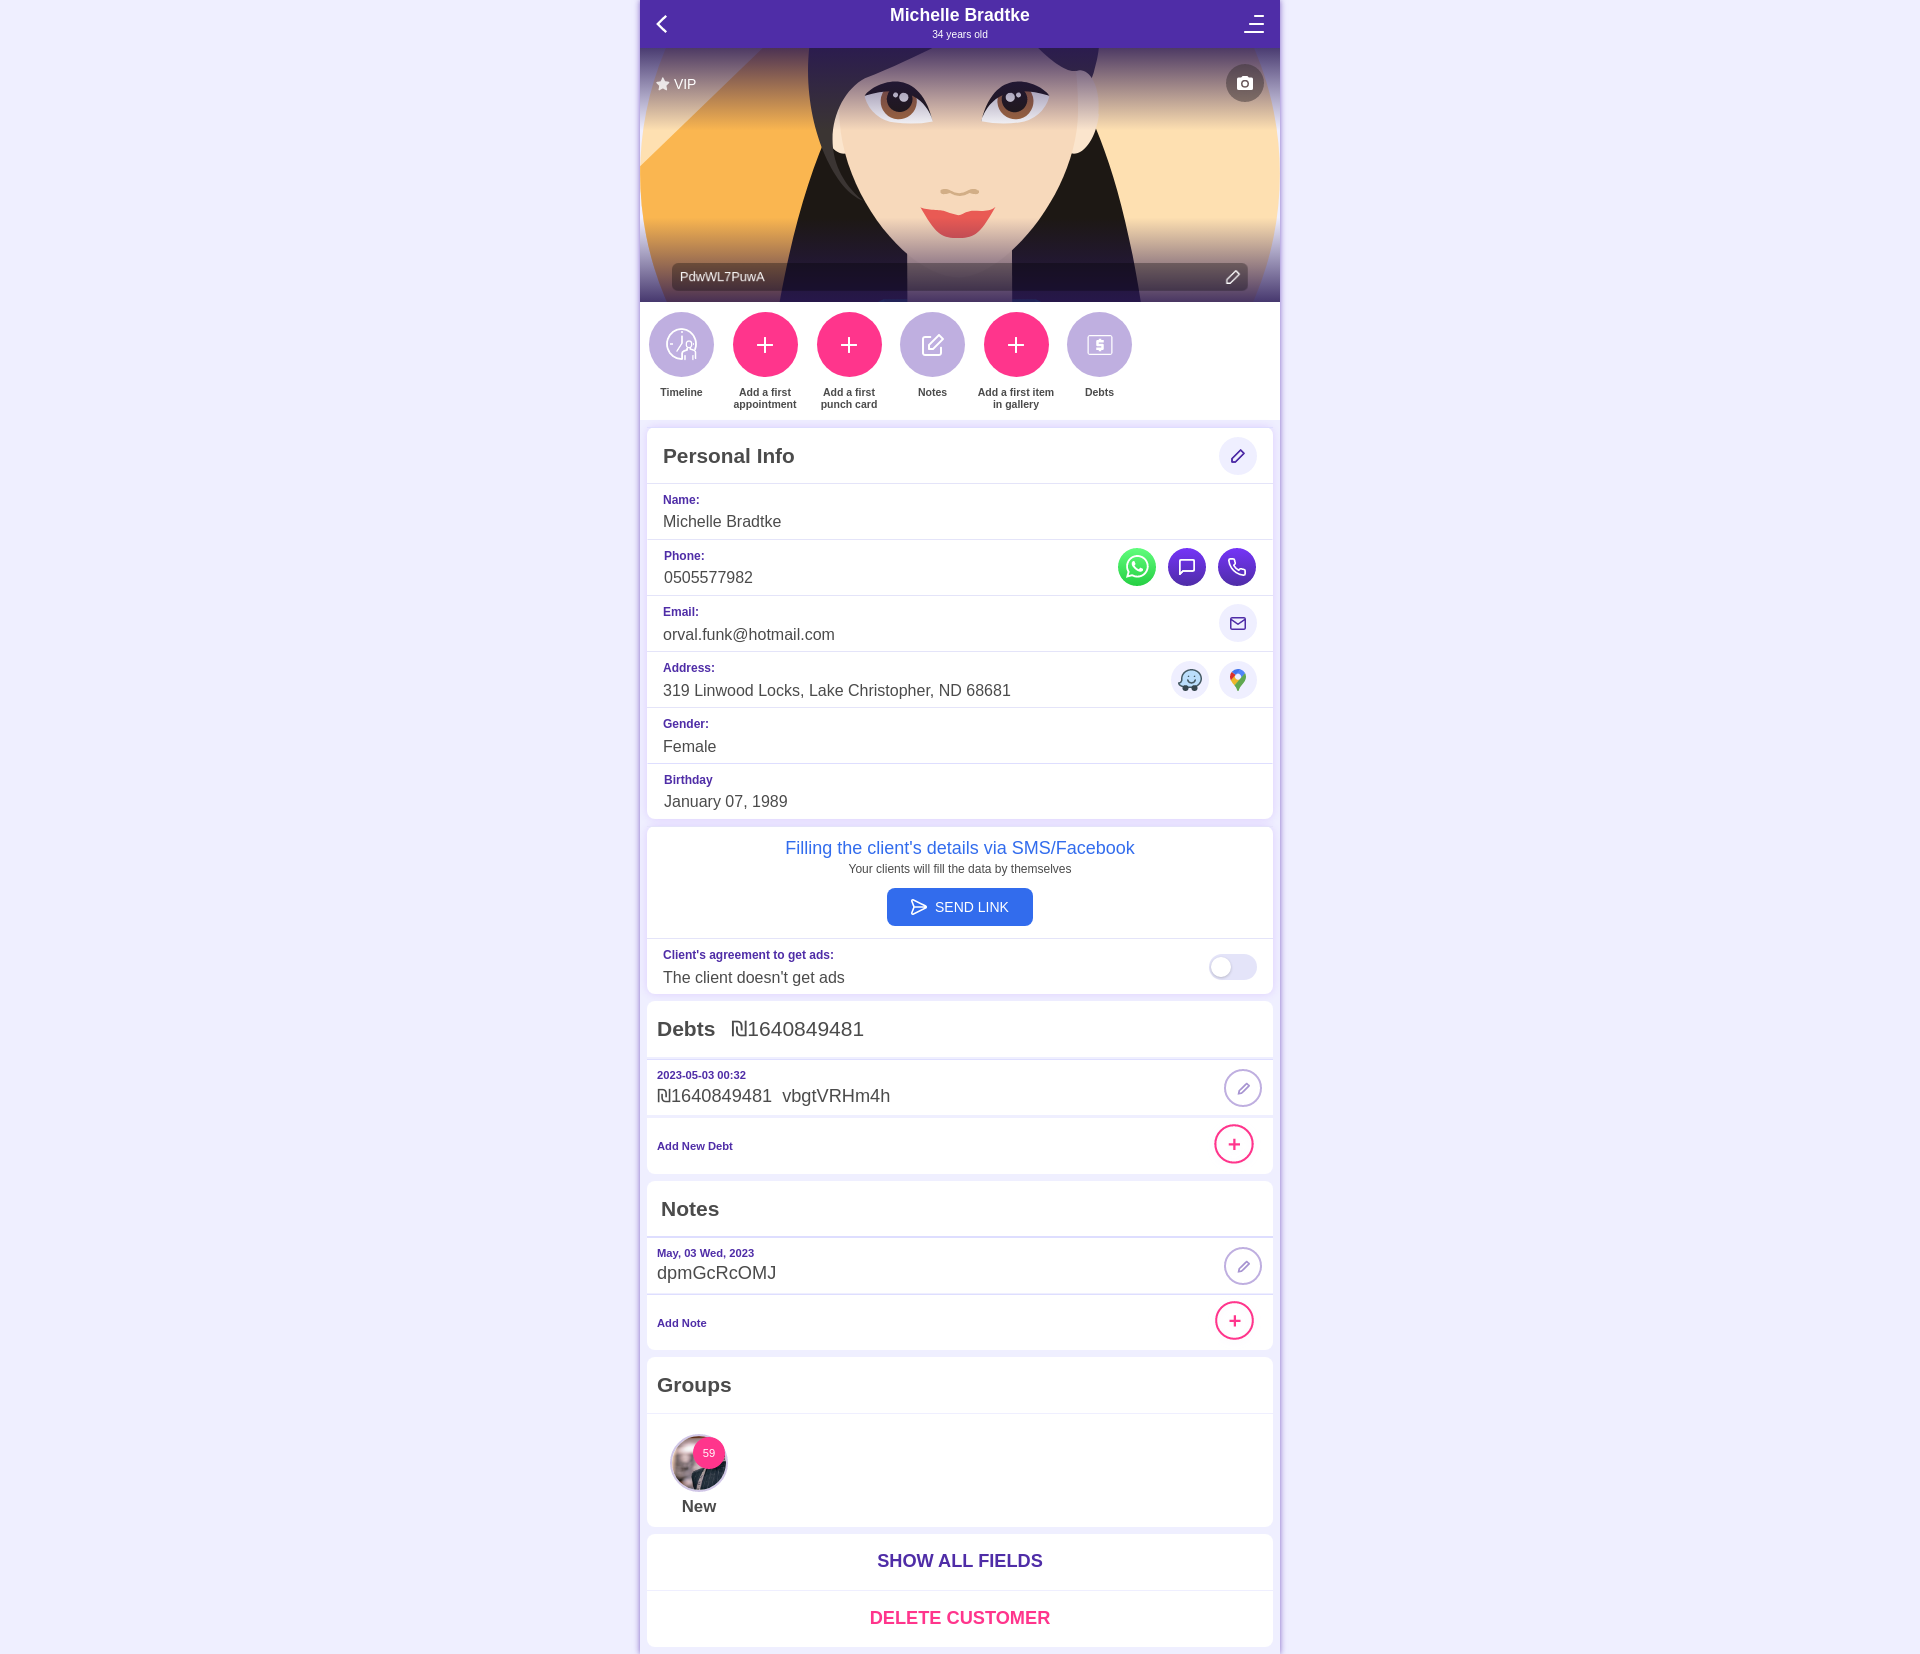 Michelle Bradtke
34 years old
VIP
PdwWL7PuwA
Timeline
Add a first
appointment
Add a first
punch card
Notes
Add a first item
in gallery
Debts
Personal Info
Name:
Michelle Bradtke
Phone:
0505577982
Email:
orval.funk@hotmail.com
Address:
319 Linwood Locks, Lake Christopher, ND 68681
Gender:
Female
Birthday
January 07, 1989
Filling the client's details via SMS/Facebook
Your clients will fill the data by themselves
SEND LINK
Client's agreement to get ads:
The client doesn't get ads
Debts ₪1640849481
2023-05-03 00:32
₪1640849481 vbgtVRHm4h
Add New Debt
Notes
May, 03 Wed, 2023
dpmGcRcOMJ
Add Note
Groups
59
New
SHOW ALL FIELDS
DELETE CUSTOMER